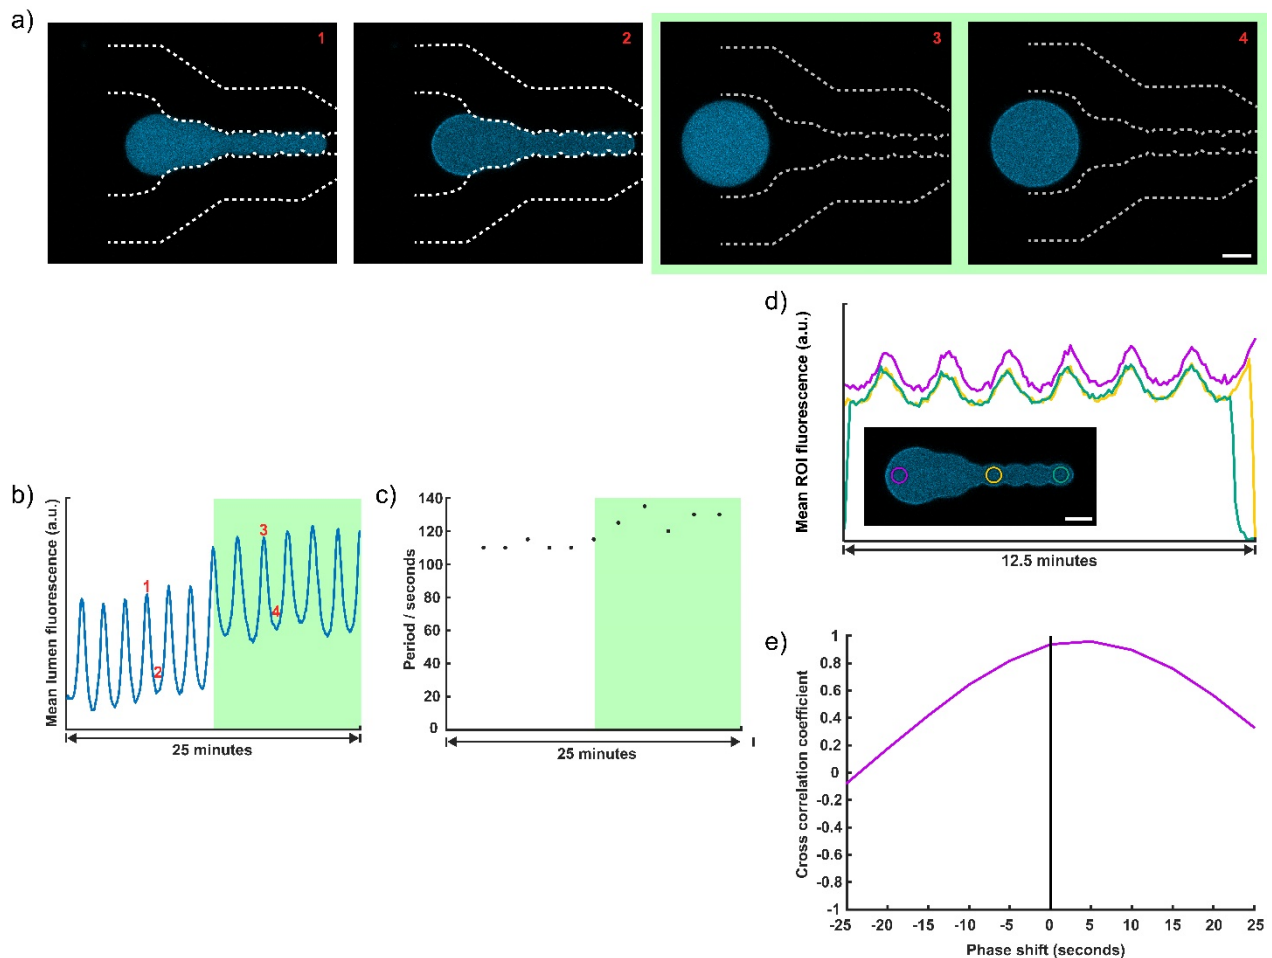 a)
1
2
3
4
b)
Mean lumen fluorescence (a.u.)
1
2
3
4
25 minutes
c)
Period / seconds
140
120
100
80
60
40
20
0
25 minutes
d)
Mean ROI fluorescence (a.u.)
12.5 minutes
e)
Cross correlation coefficient
1
0.8
0.6
0.4
0.2
0
-0.2
-0.4
-0.6
-0.8
-1
-25
-20
-15
-10
-5
0
5
10
15
20
25
Phase shift (seconds)